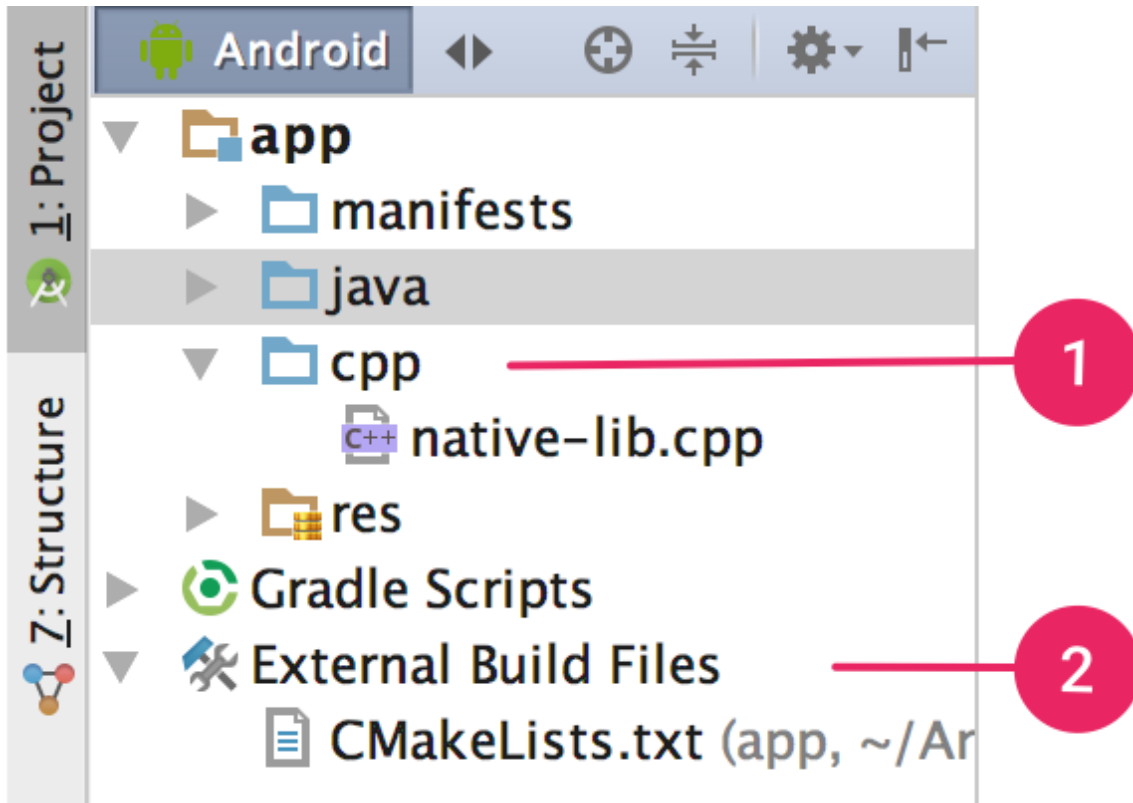 1: Project
7: Structure
Android
app
manifests
java
cpp
1
C++ native-lib.cpp
res
Gradle Scripts
External Build Files
2
CMakeLists.txt (app, ~/Ar